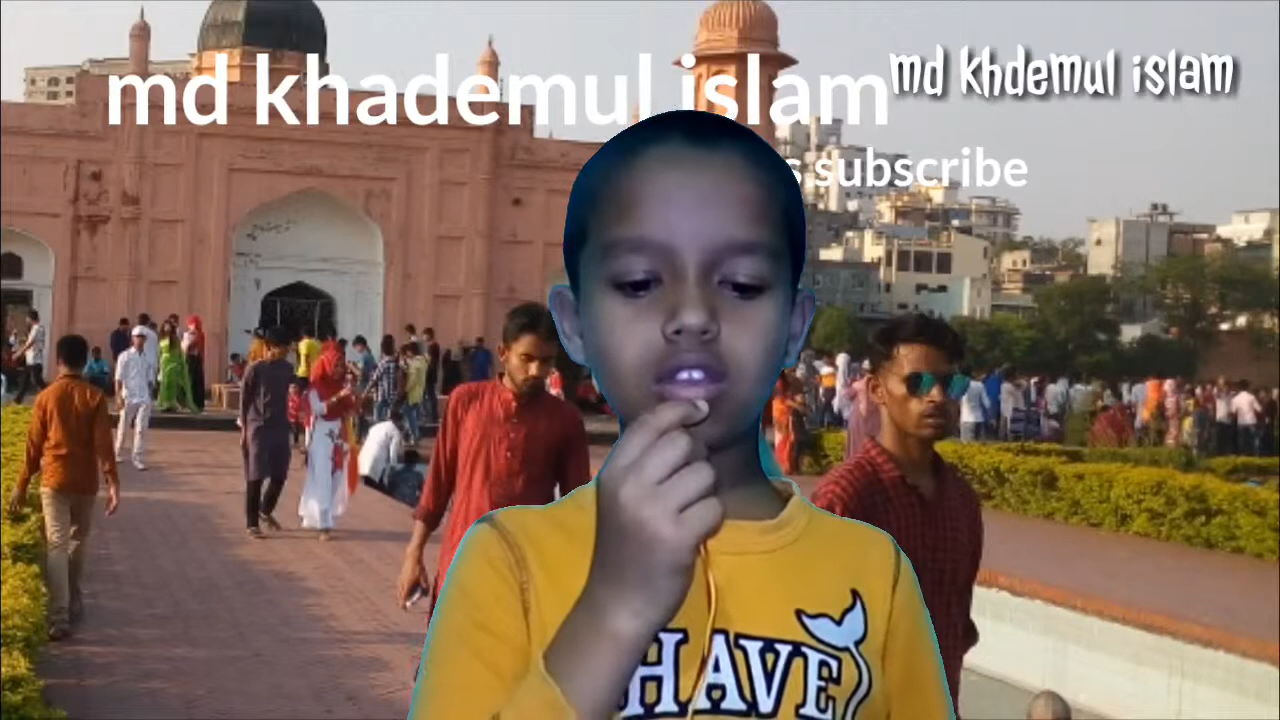 md khademul islam
md khdemul islam
subscribe
HAVE